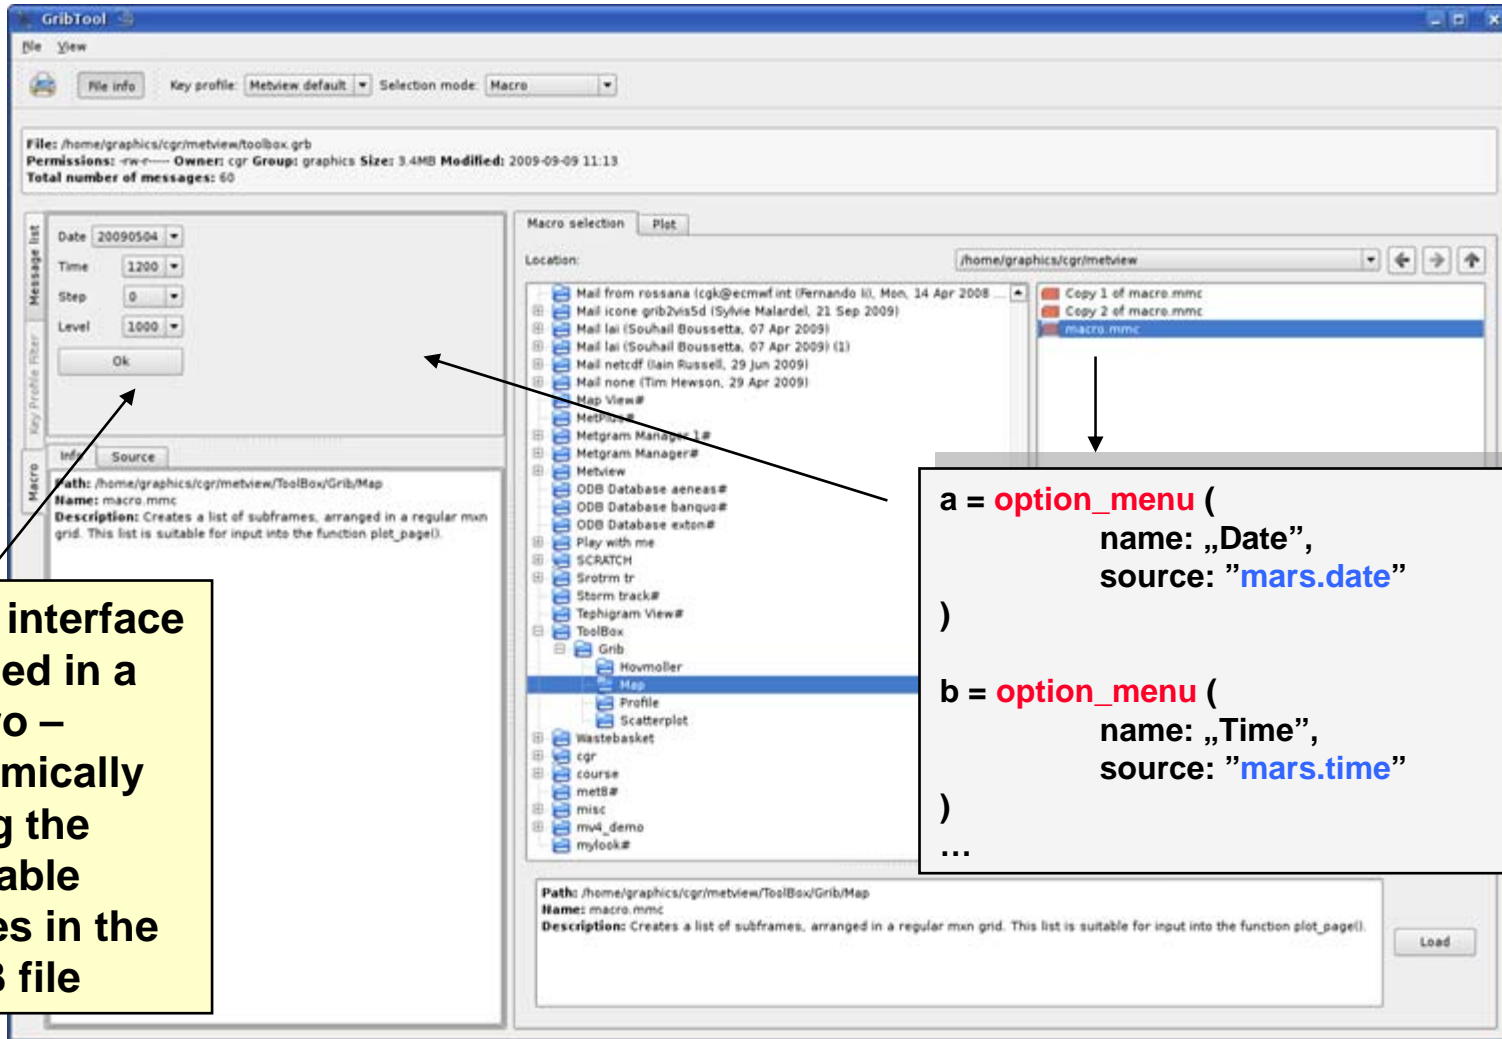 GribTool
File View
File info Key profile: Metview default Selection mode: Macro
File: /home/graphics/cgr/metview/toolbox.grb
Permissions: -rw-r----- Owner: cgr Group: graphics Size: 3.4MB Modified: 2009-09-09 11:13
Total number of messages: 60
Message list
Key Profile Filter
Macro
Date 20090504
Time 1200
Step 0
Level 1000
Ok
Info Source
Path: /home/graphics/cgr/metview/ToolBox/Grib/Map
Name: macro.mmc
Description: Creates a list of subframes, arranged in a regular mxn
grid. This list is suitable for input into the function plot_page().
interface
ed in a
o –
mically
g the
able
es in the
B file
Macro selection Plot
Location: /home/graphics/cgr/metview
Mail from rossana (cgk@ecmwf.int (Fernando Ii), Mon, 14 Apr 2008 ...
Mail icone grib2vis5d (Sylvie Malardel, 21 Sep 2009)
Mail lai (Souhail Boussetta, 07 Apr 2009)
Mail lai (Souhail Boussetta, 07 Apr 2009) (1)
Mail netcdf (Iain Russell, 29 Jun 2009)
Mail none (Tim Hewson, 29 Apr 2009)
Map View#
MetPlus#
Metgram Manager 1#
Metgram Manager#
Metview
ODB Database aeneas#
ODB Database banquo#
ODB Database exton#
Play with me
SCRATCH
Srotrm tr
Storm track#
Tephigram View#
ToolBox
Grib
Hovmoller
Map
Profile
Scatterplot
Wastebasket
cgr
course
met8#
misc
mv4_demo
mylook#
Copy 1 of macro.mmc
Copy 2 of macro.mmc
macro.mmc
a = option_menu (
name: „Date”,
source: ”mars.date”
)
b = option_menu (
name: „Time”,
source: ”mars.time”
)
…
Path: /home/graphics/cgr/metview/ToolBox/Grib/Map
Name: macro.mmc
Description: Creates a list of subframes, arranged in a regular mxn grid. This list is suitable for input into the function plot_page().
Load